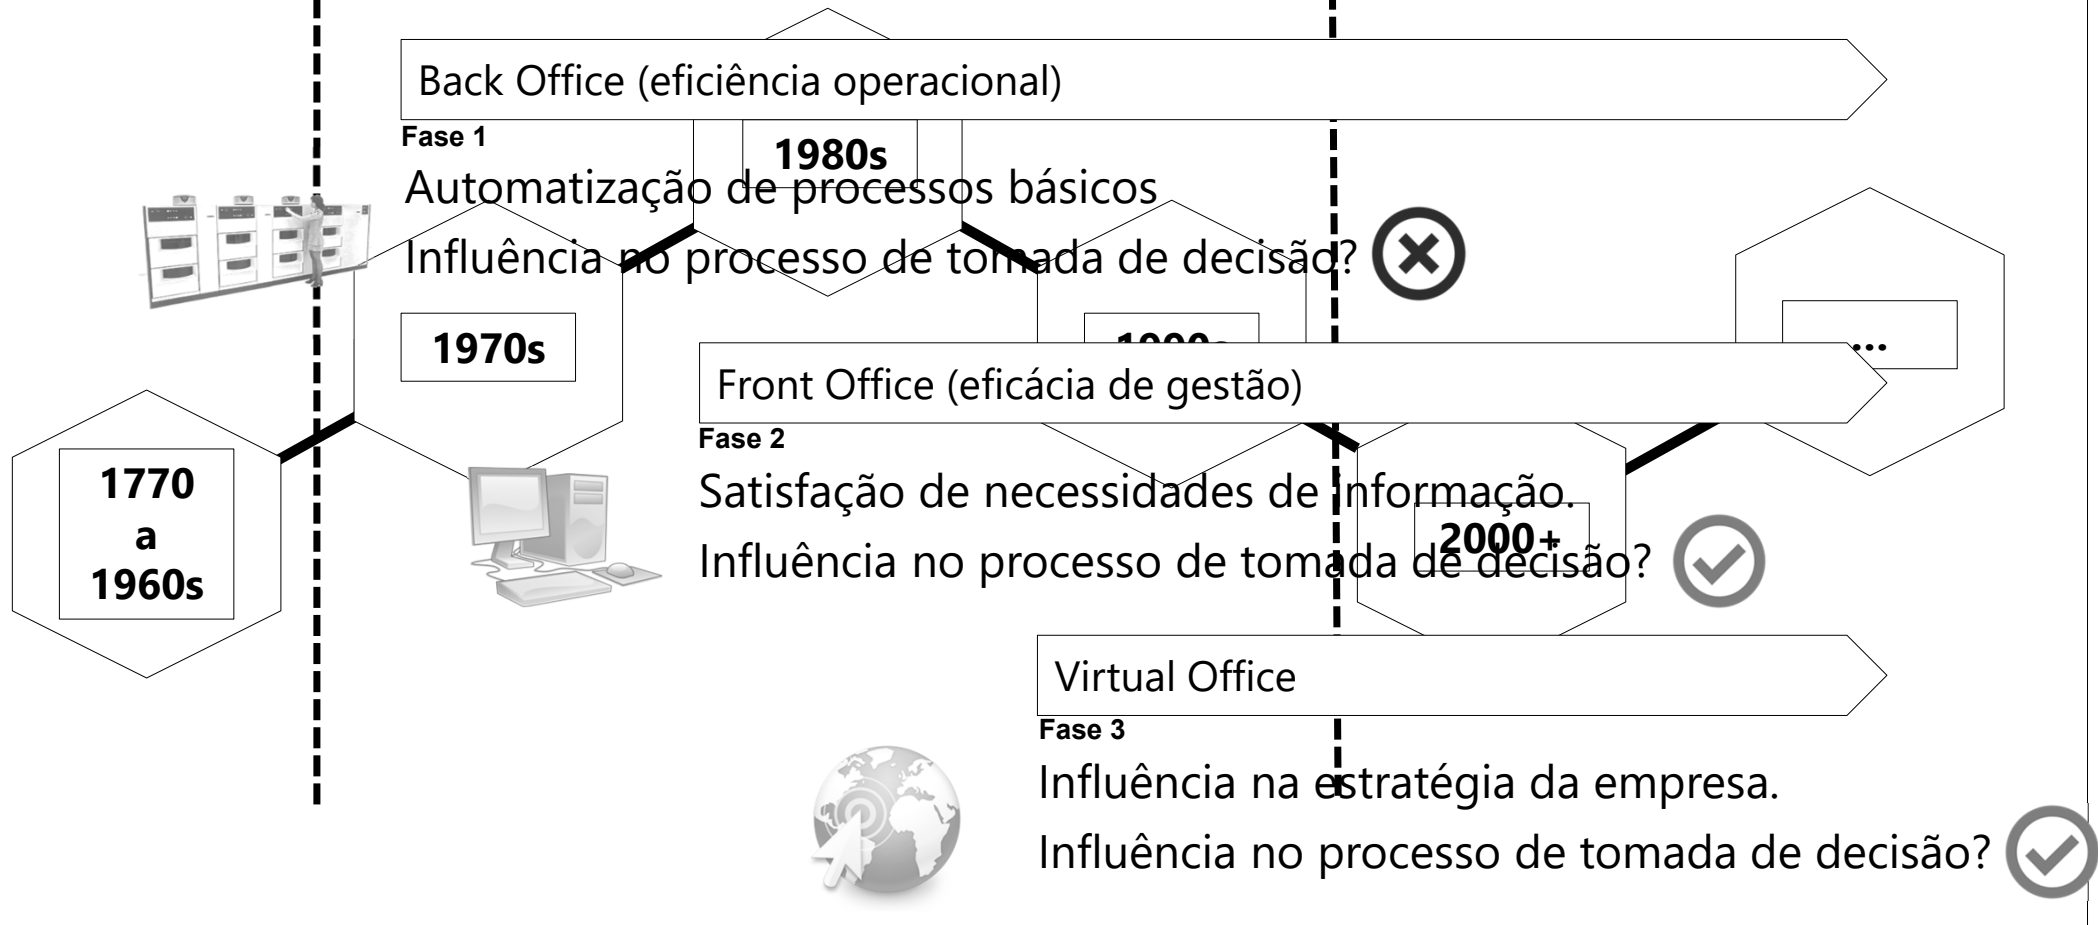 Back Office (eficiência operacional)
Fase 1
1980s
Automatização de processos básicos
Influência no processo de tomada de decisão?
1970s
...
Front Office (eficácia de gestão)
Fase 2
1770
a
1960s
Satisfação de necessidades de informação.
2000+
Influência no processo de tomada de decisão?
Virtual Office
Fase 3
Influência na estratégia da empresa.
Influência no processo de tomada de decisão?